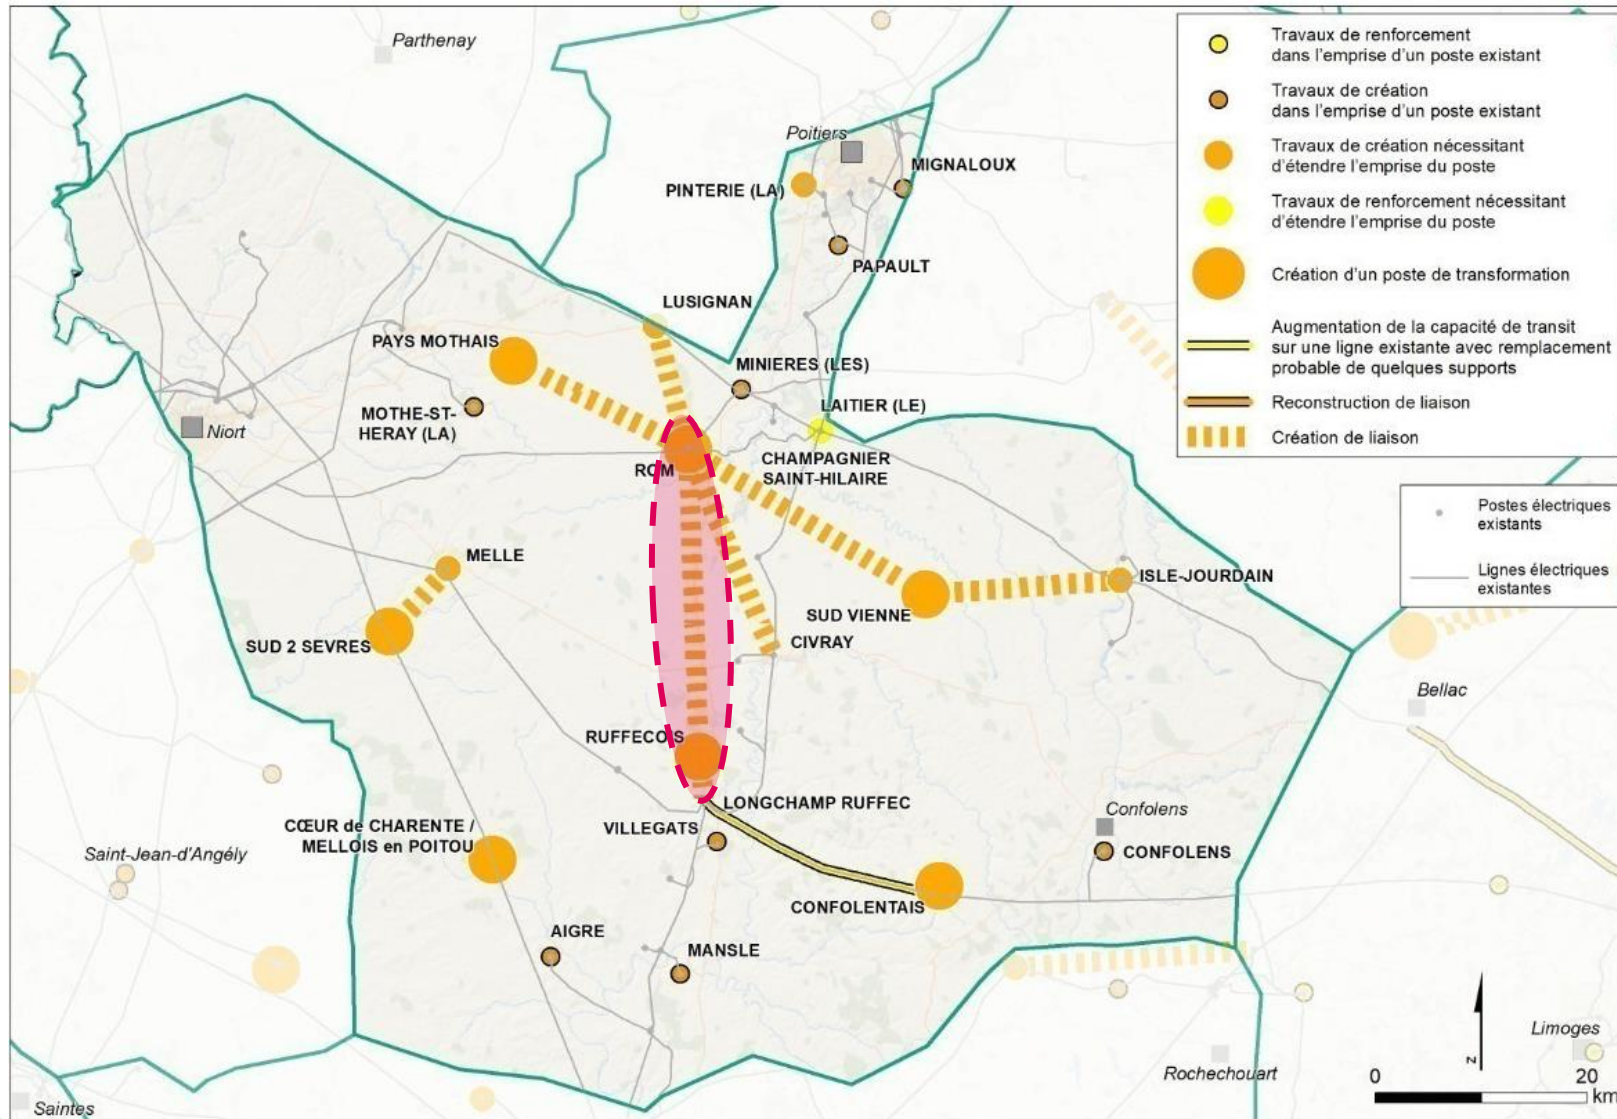 Parthenay
Poitiers
MIGNALOUX
PINTERIE (LA)
PAPAULT
LUSIGNAN
PAYS MOTHAIS
MINIERES (LES)
MOTHE-ST-
HERAY (LA)
LAITIER (LE)
Niort
ROM
CHAMPAGNIER
SAINT-HILAIRE
MELLE
ISLE-JOURDAIN
SUD VIENNE
SUD 2 SEVRES
CIVRAY
Bellac
RUFFECOIS
LONGCHAMP RUFFEC
Confolens
VILLEGATS
CŒUR de CHARENTE /
MELLOIS en POITOU
Saint-Jean-d'Angély
CONFOLENS
CONFOLENTAIS
AIGRE
MANSLE
Limoges
Rochechouart
Saintes
Travaux de renforcement
dans l'emprise d'un poste existant
Travaux de création
dans l'emprise d'un poste existant
Travaux de création nécessitant
d'étendre l'emprise du poste
Travaux de renforcement nécessitant
d'étendre l'emprise du poste
Création d'un poste de transformation
Augmentation de la capacité de transit
sur une ligne existante avec remplacement
probable de quelques supports
Reconstruction de liaison
Création de liaison
Postes électriques
existants
Lignes électriques
existantes
N
0 20
km